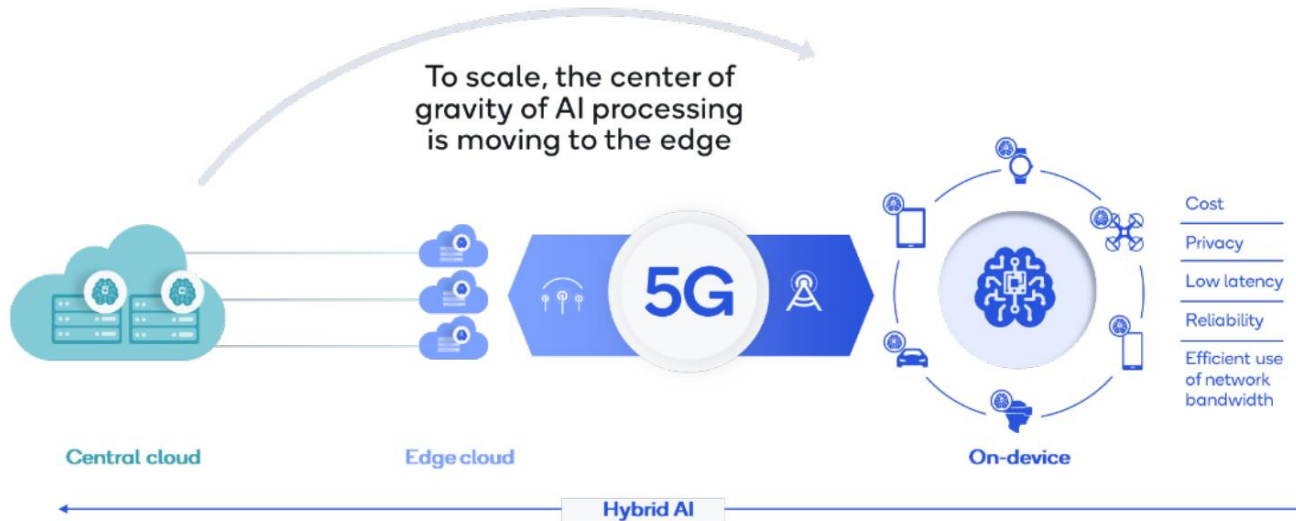 To scale, the center of
gravity of AI processing
is moving to the edge
5G
Cost
Privacy
Low latency
Reliability
Efficient use
of network
bandwidth
Central cloud
Edge cloud
On-device
Hybrid AI